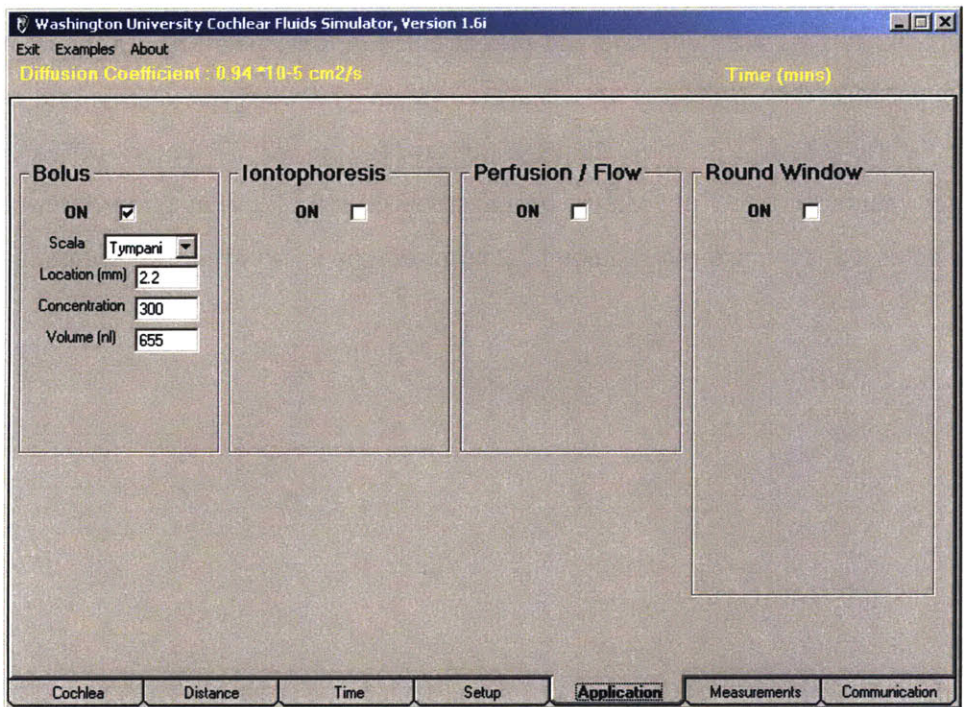 Washington University Cochlear Fluids Simulator, Version 1.6i
Exit Examples About
Diffusion Coefficient : 0.94 *10-5 cm2/s Time (mins)
Bolus Iontophoresis Perfusion / Flow Round Window
ON ON ON ON
Scala Tympani
Location (mm) 2.2
Concentration 300
Volume (nl) 655
Cochlea Distance Time Setup Application Measurements Communication